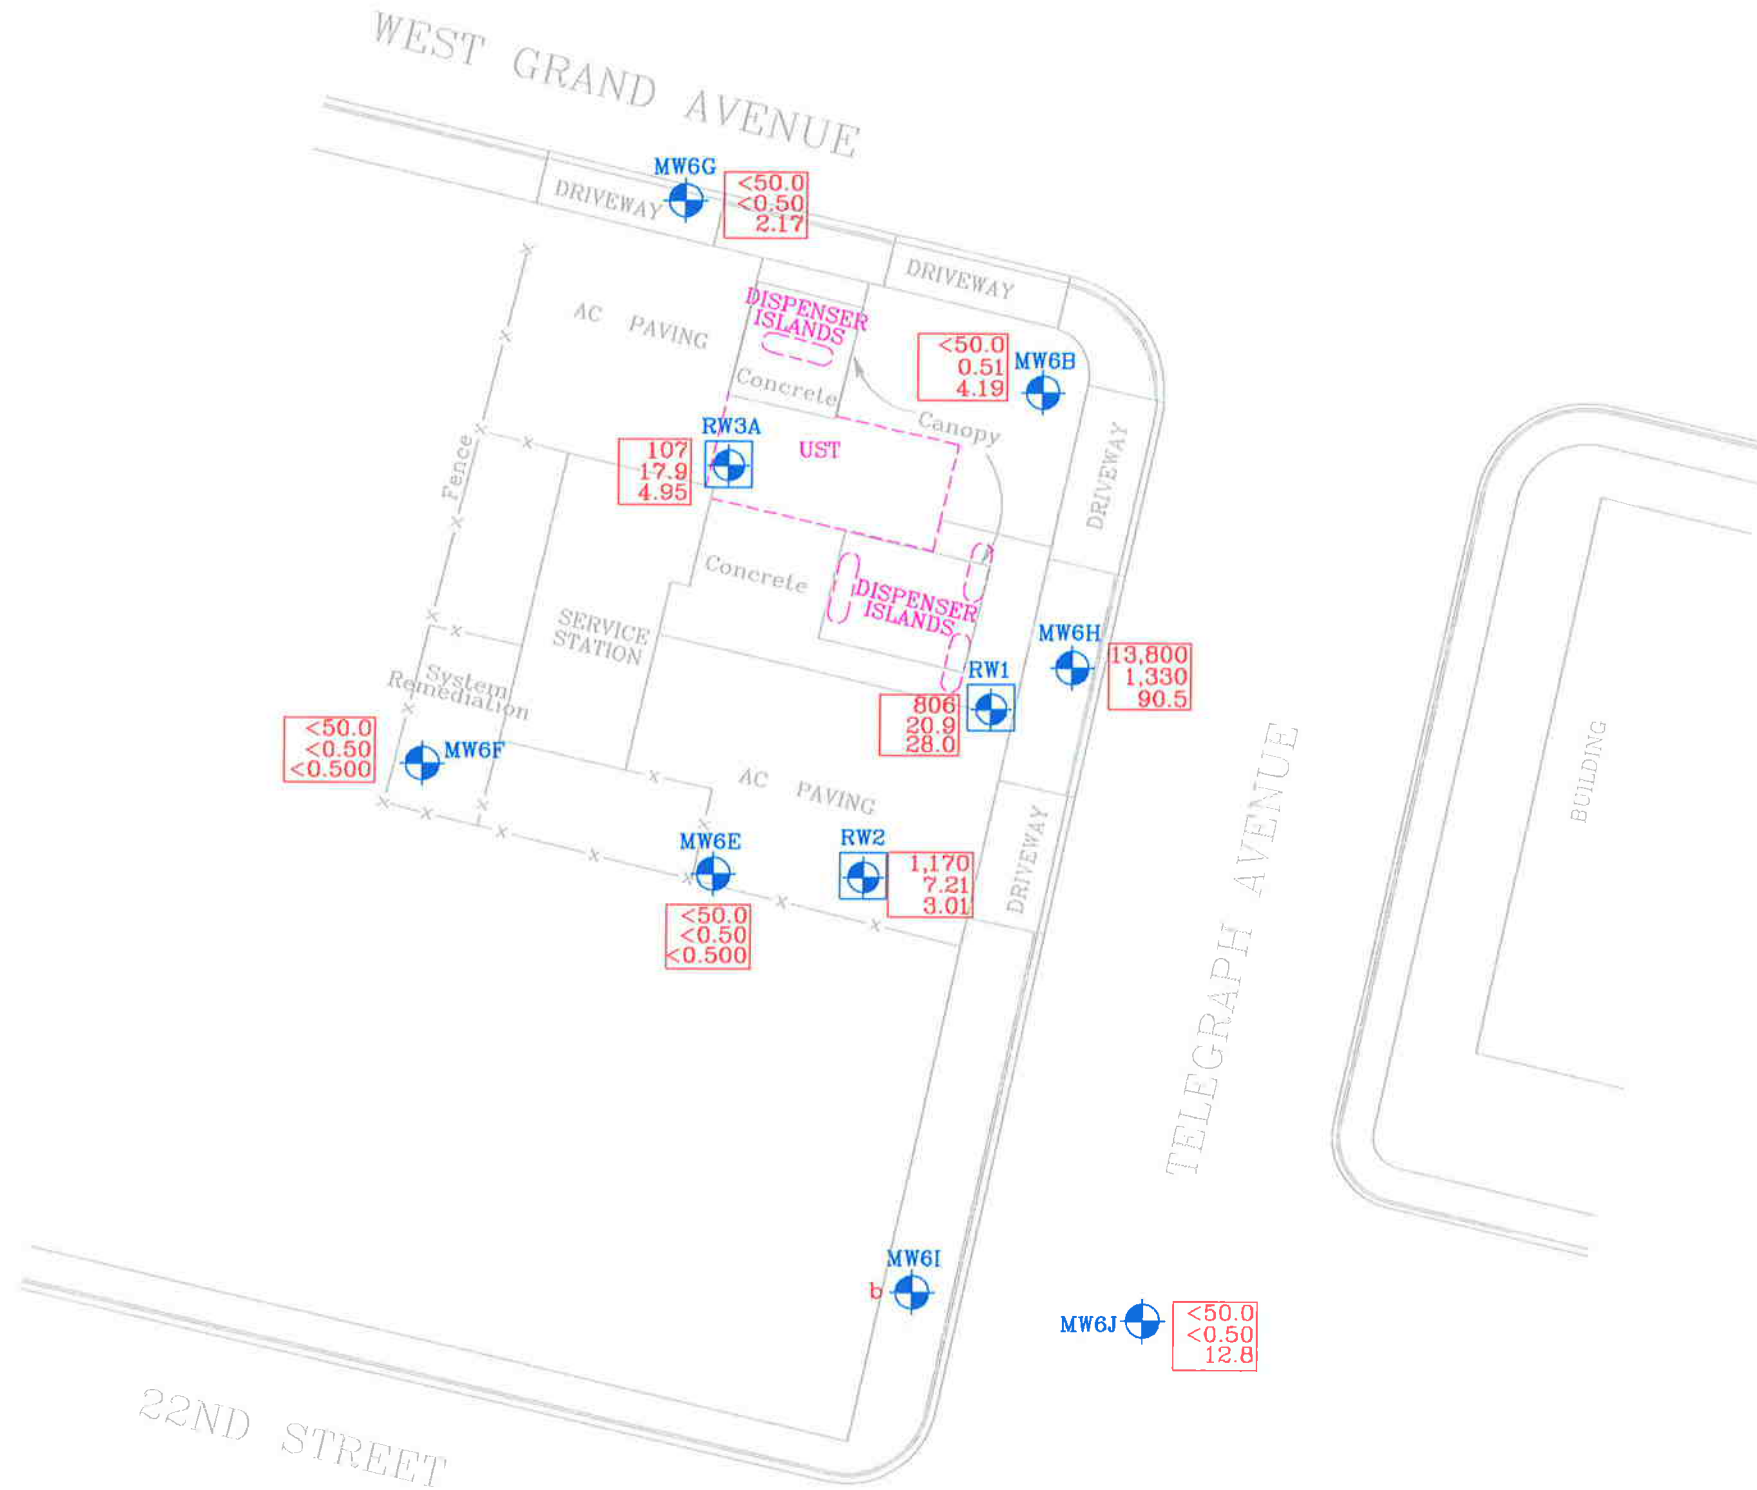 WEST GRAND AVENUE
MW6G
<50.0
<0.50
2.17
DRIVEWAY
DRIVEWAY
DISPENSER
ISLANDS
AC PAVING
<50.0
0.51
4.19
MW6B
Concrete
Canopy
RW3A
UST
107
17.9
4.95
Fence
DRIVEWAY
Concrete
DISPENSER
ISLANDS
SERVICE
STATION
MW6H
13,800
1,330
90.5
RW1
806
20.9
28.0
System
Remediation
<50.0
<0.50
<0.500
MW6F
AC PAVING
BUILDING
MW6E
<50.0
<0.50
<0.500
RW2
1,170
7.21
3.01
DRIVEWAY
TELEGRAPH AVENUE
MW6I
b
MW6J
<50.0
<0.50
12.8
22ND STREET